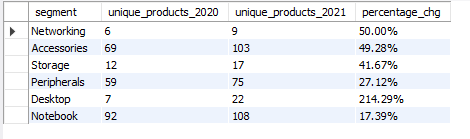 segment unique_products_2020 unique_products_2021 percentage_chg
Networking 6 9 50.00%
Accessories 69 103 49.28%
Storage 12 17 41.67%
Peripherals 59 75 27.12%
Desktop 7 22 214.29%
Notebook 92 108 17.39%